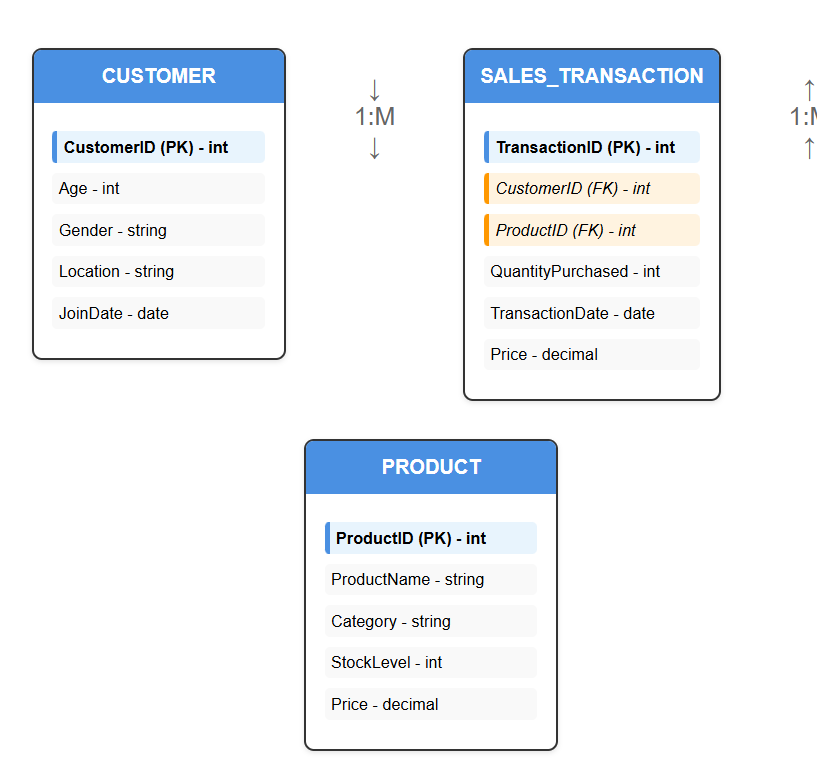 CUSTOMER
CustomerID (PK) - int
Age - int
Gender - string
Location - string
JoinDate - date
↓
1:M
↓
SALES_TRANSACTION
TransactionID (PK) - int
CustomerID (FK) - int
ProductID (FK) - int
QuantityPurchased - int
TransactionDate - date
Price - decimal
↑
1:M
↑
PRODUCT
ProductID (PK) - int
ProductName - string
Category - string
StockLevel - int
Price - decimal